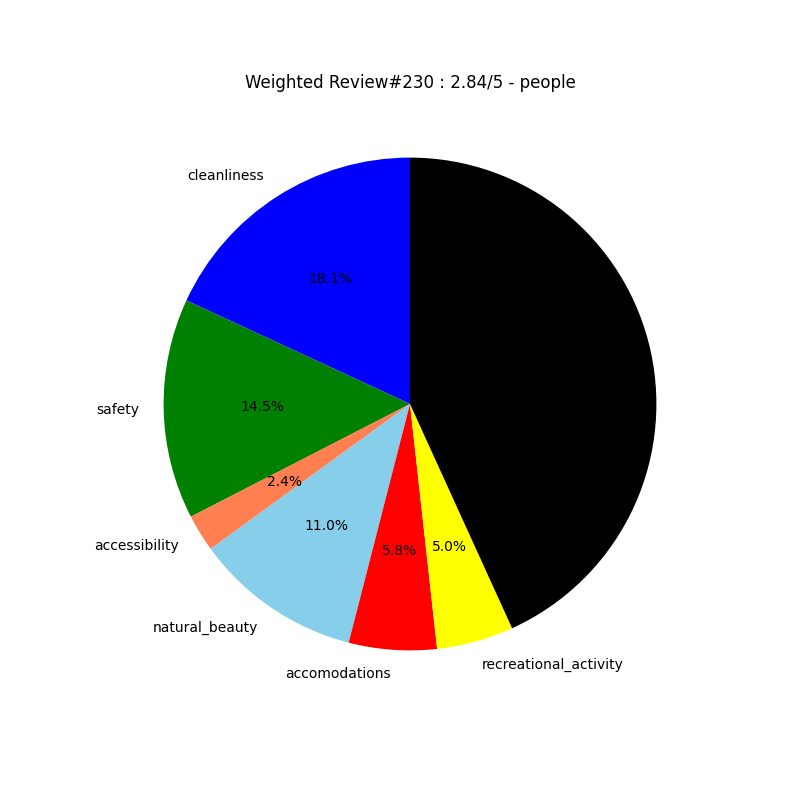 Weighted Review#230 : 2.84/5 - people
cleanliness
18.1%
safety
14.5%
accessibility
2.4%
natural_beauty
11.0%
accomodations
5.8%
recreational_activity
5.0%